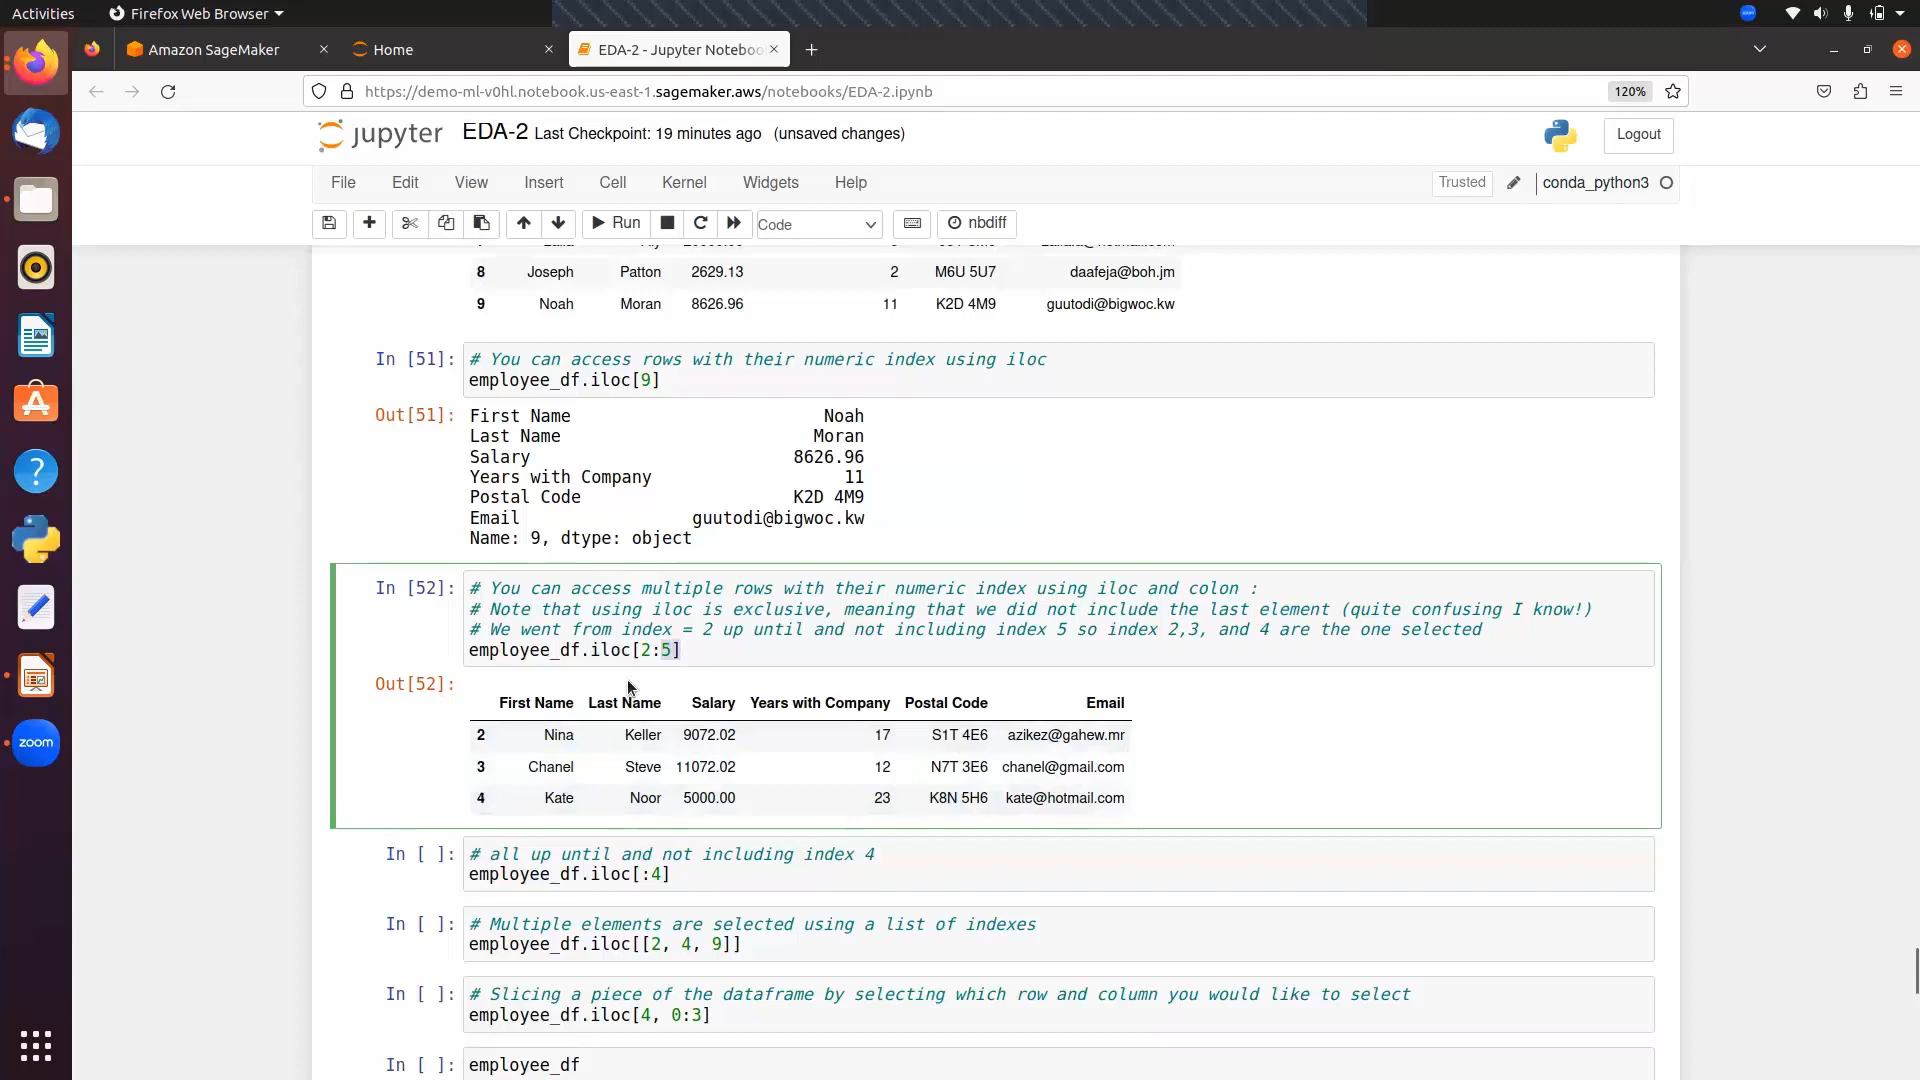 Activities
Firefox Web Browser
Amazon SageMaker
Home
EDA-2 - Jupyter Noteboo
https://demo-ml-v0hl.notebook.us-east-1.sagemaker.aws/notebooks/EDA-2.ipynb
120%
jupyter EDA-2 Last Checkpoint: 19 minutes ago (unsaved changes)
Logout
File Edit View Insert Cell Kernel Widgets Help
Trusted conda_python3
Run Code nbdiff
8 Joseph Patton 2629.13 2 M6U 5U7 daafeja@boh.jm
9 Noah Moran 8626.96 11 K2D 4M9 guutodi@bigwoc.kw
In [51]: # You can access rows with their numeric index using iloc
employee_df.iloc[9]
Out[51]: First Name Noah
Last Name Moran
Salary 8626.96
Years with Company 11
Postal Code K2D 4M9
Email guutodi@bigwoc.kw
Name: 9, dtype: object
In [52]: # You can access multiple rows with their numeric index using iloc and colon :
# Note that using iloc is exclusive, meaning that we did not include the last element (quite confusing I know!)
# We went from index = 2 up until and not including index 5 so index 2,3, and 4 are the one selected
employee_df.iloc[2:5]
Out[52]:
First Name Last Name Salary Years with Company Postal Code Email
2 Nina Keller 9072.02 17 S1T 4E6 azikez@gahew.mr
3 Chanel Steve 11072.02 12 N7T 3E6 chanel@gmail.com
4 Kate Noor 5000.00 23 K8N 5H6 kate@hotmail.com
In [ ]: # all up until and not including index 4
employee_df.iloc[:4]
In [ ]: # Multiple elements are selected using a list of indexes
employee_df.iloc[[2, 4, 9]]
In [ ]: # Slicing a piece of the dataframe by selecting which row and column you would like to select
employee_df.iloc[4, 0:3]
In [ ]: employee_df
zoom